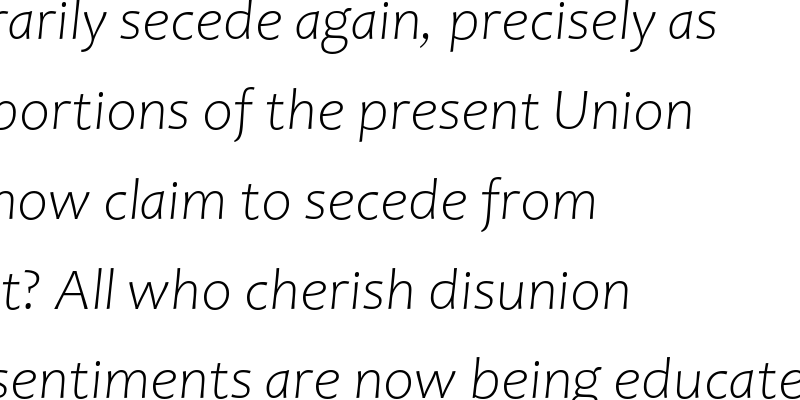 rarily secede again, precisely as
portions of the present Union
now claim to secede from
t? All who cherish disunion
sentiments are now being educate